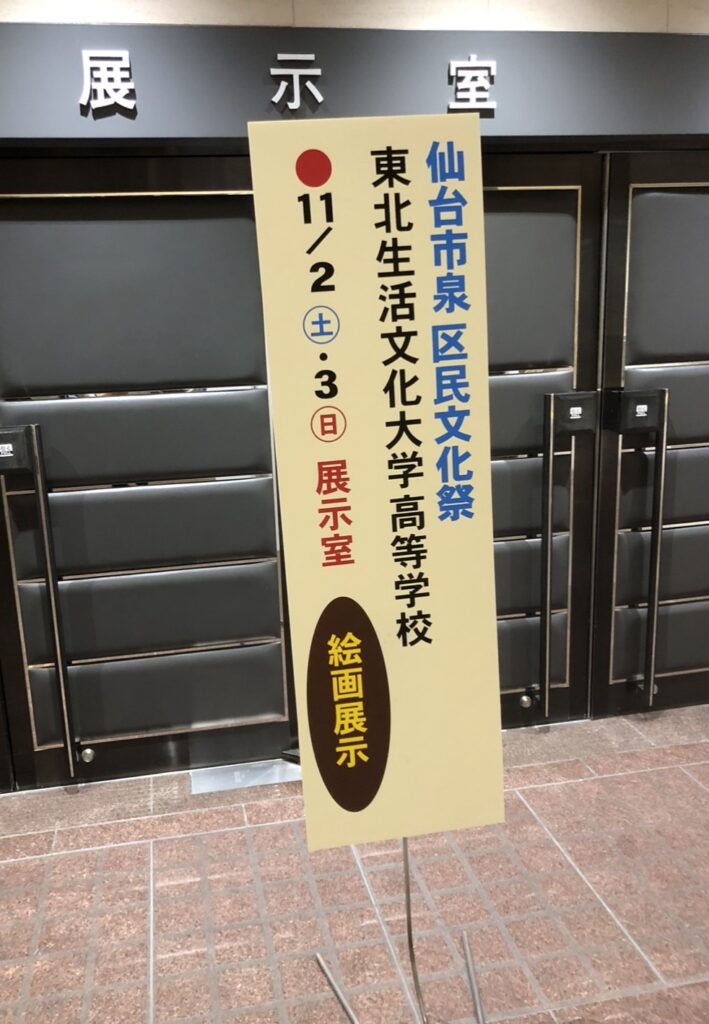 展示室
仙台市泉区民文化祭
東北生活文化大学高等学校
●11/2㊏・3㊐ 展示室
絵画展示